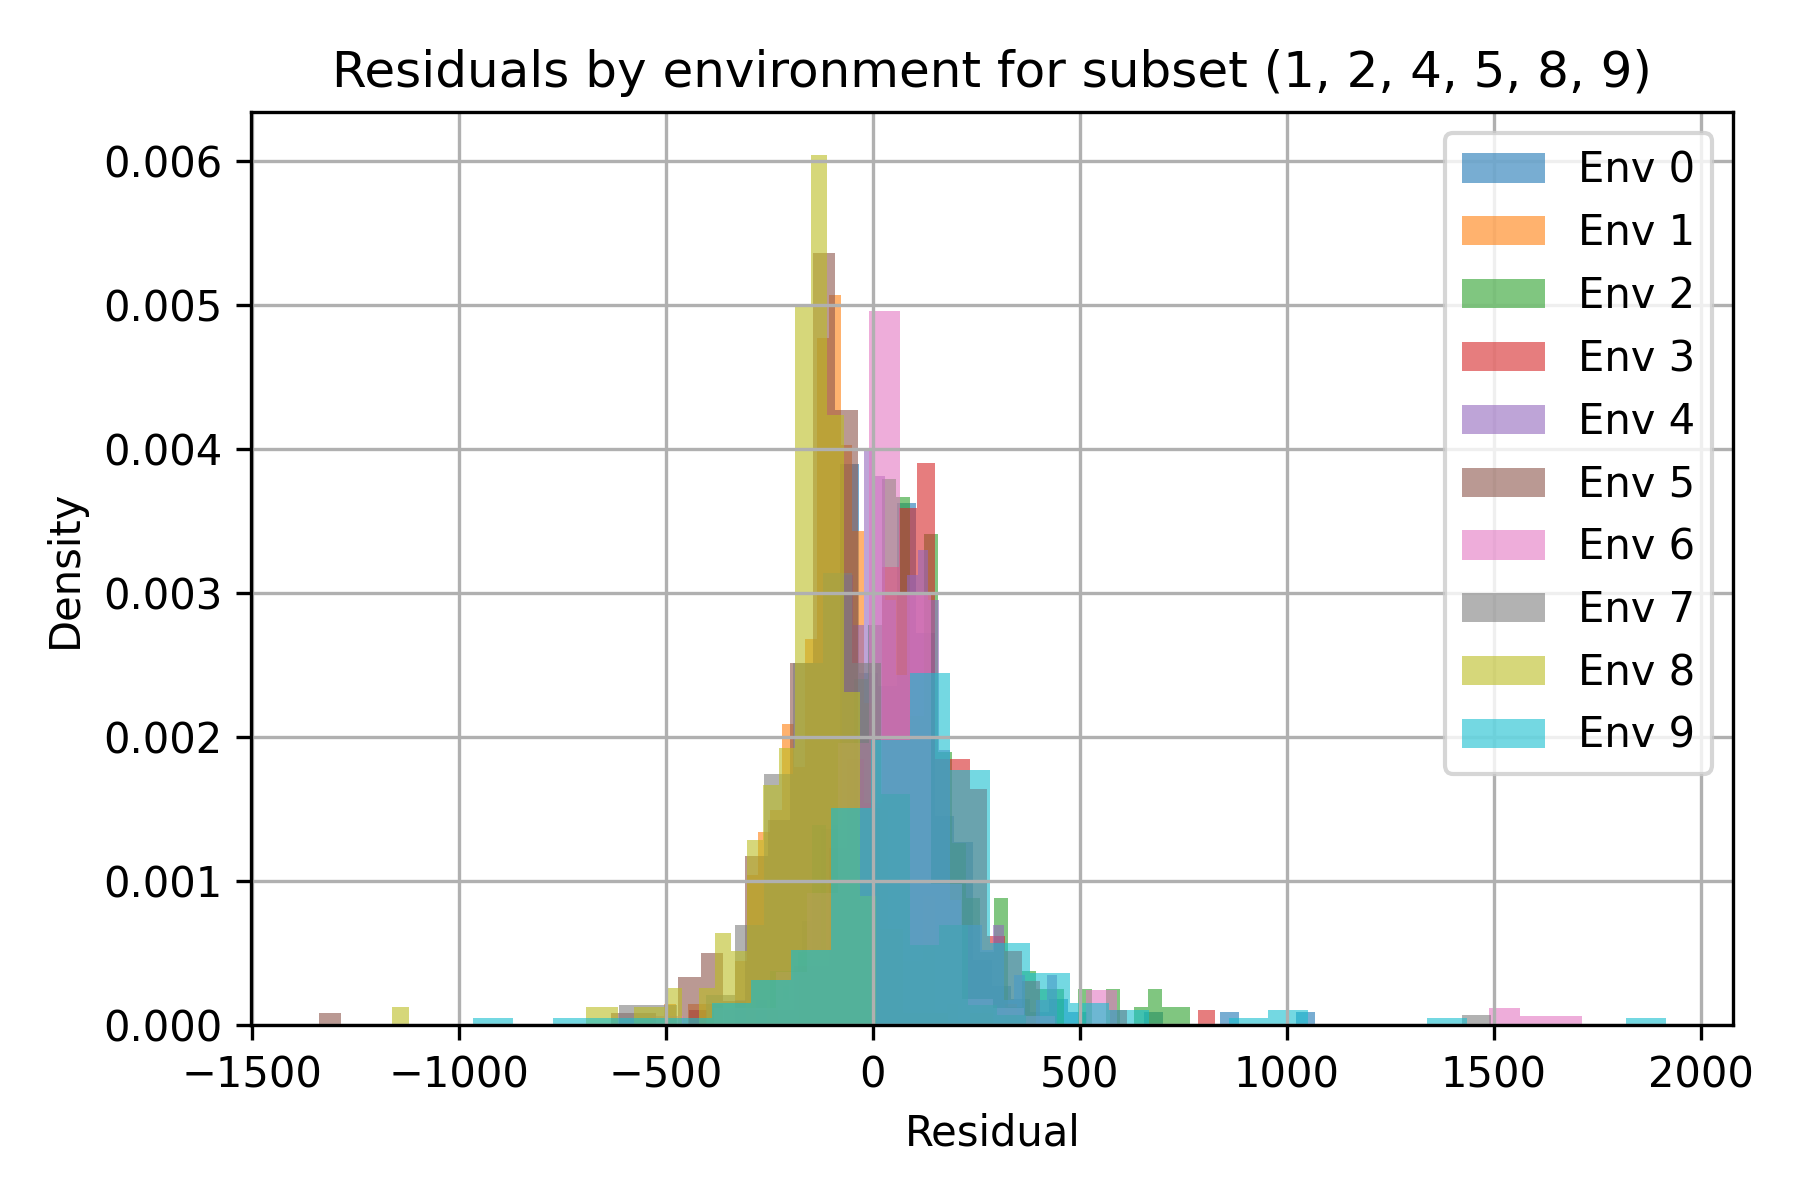 Residuals by environment for subset (1, 2, 4, 5, 8, 9)
0.006
0.005
0.004
0.003
0.002
0.001
0.000
Density
−1500
−1000
−500
0
500
1000
1500
2000
Residual
Env 0
Env 1
Env 2
Env 3
Env 4
Env 5
Env 6
Env 7
Env 8
Env 9